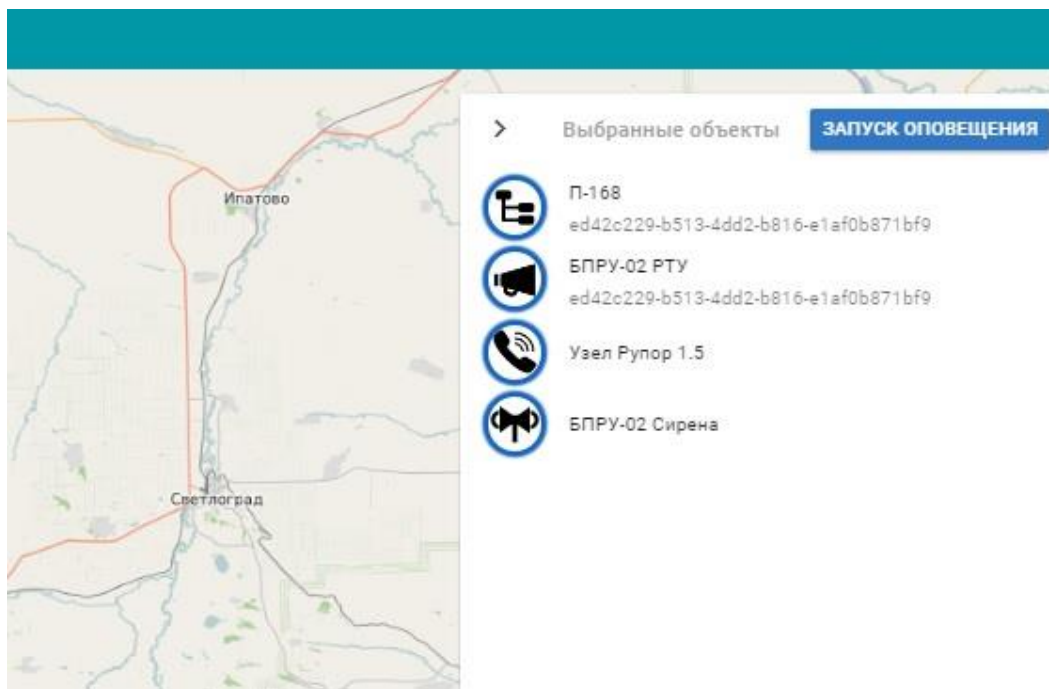 Выбранные объекты
ЗАПУСК ОПОВЕЩЕНИЯ
П-168
ed42c229-b513-4dd2-b816-e1af0b871bf9
БПРУ-02 РТУ
ed42c229-b513-4dd2-b816-e1af0b871bf9
Узел Рупор 1.5
БПРУ-02 Сирена
Ипатово
Светлоград